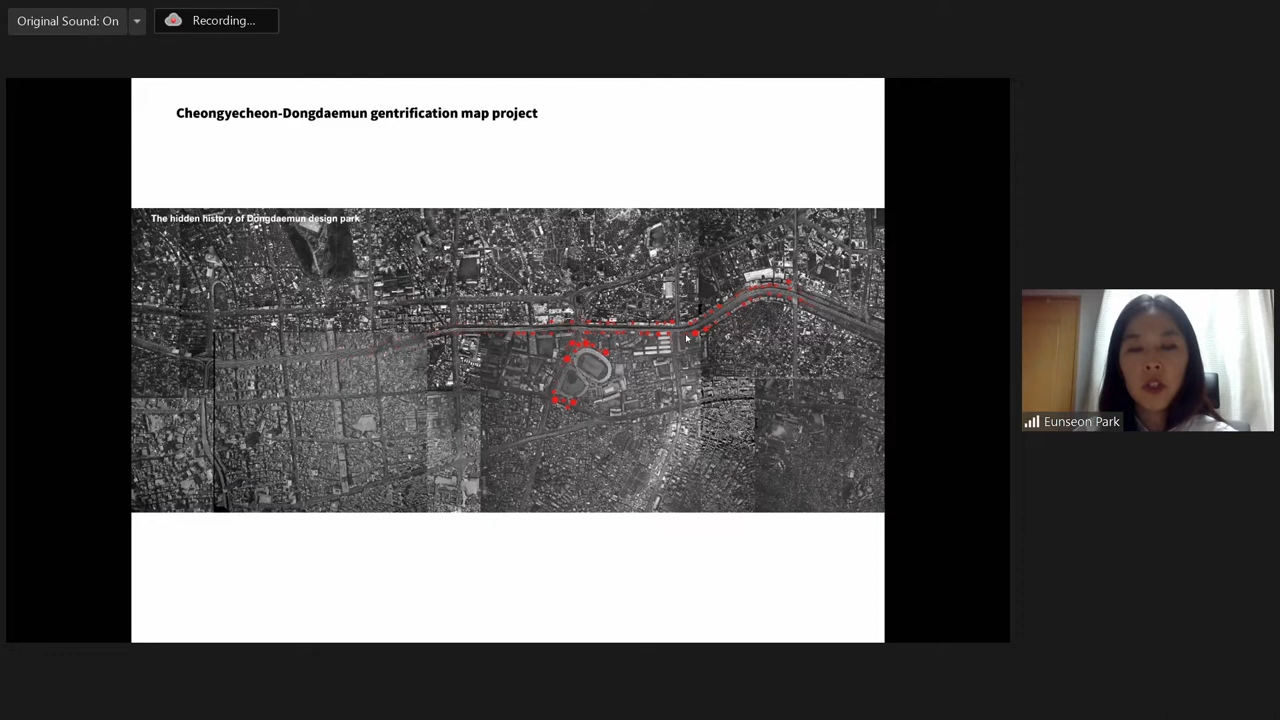 Original Sound: On
Recording...
Cheongyecheon-Dongdaemun gentrification map project
The hidden history of Dongdaemun design park
Eunseon Park